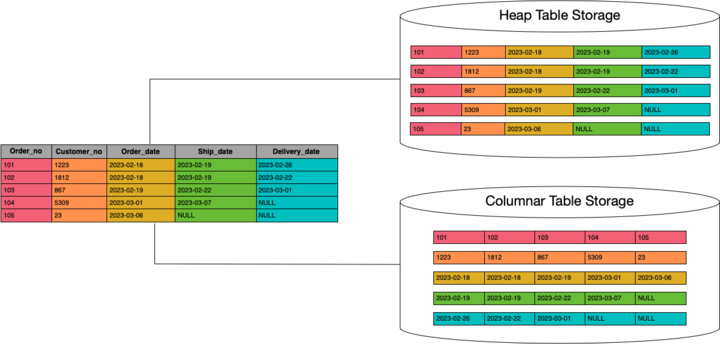 Heap Table Storage
101 1223 2023-02-18 2023-02-19 2023-02-26
102 1812 2023-02-18 2023-02-19 2023-02-22
103 867 2023-02-19 2023-02-22 2023-03-01
104 5309 2023-03-01 2023-03-07 NULL
105 23 2023-03-06 NULL NULL
Order_no Customer_no Order_date Ship_date Delivery_date
101 1223 2023-02-18 2023-02-19 2023-02-26
102 1812 2023-02-18 2023-02-19 2023-02-22
103 867 2023-02-19 2023-02-22 2023-03-01
104 5309 2023-03-01 2023-03-07 NULL
105 23 2023-03-06 NULL NULL
Columnar Table Storage
101 102 103 104 105
1223 1812 867 5309 23
2023-02-18 2023-02-18 2023-02-19 2023-03-01 2023-03-06
2023-02-19 2023-02-19 2023-02-22 2023-03-07 NULL
2023-02-26 2023-02-22 2023-03-01 NULL NULL